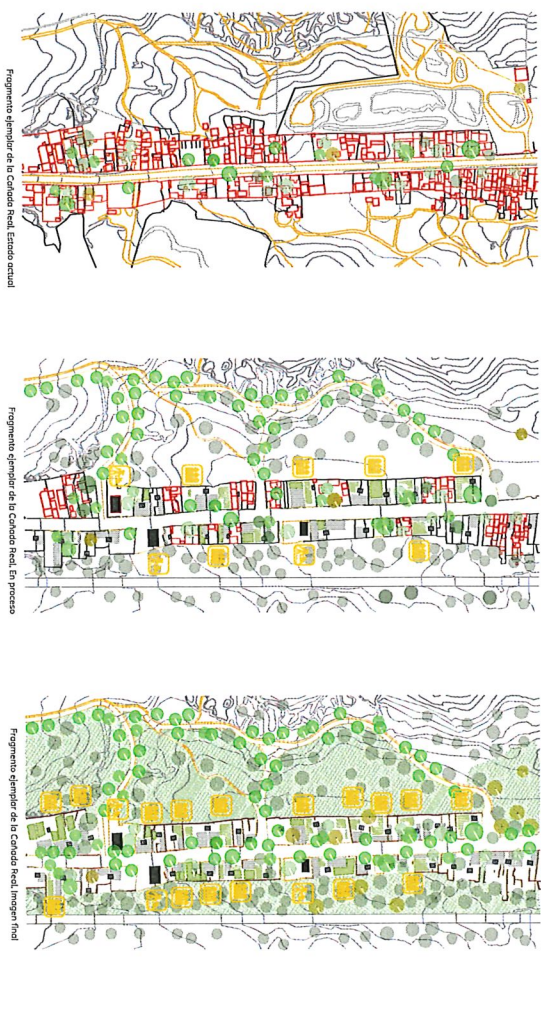 Fragmento ejemplar de la Cañada Real, Estado actual
Fragmento ejemplar de la Cañada Real, En proceso
Fragmento ejemplar de la Cañada Real, Imagen final